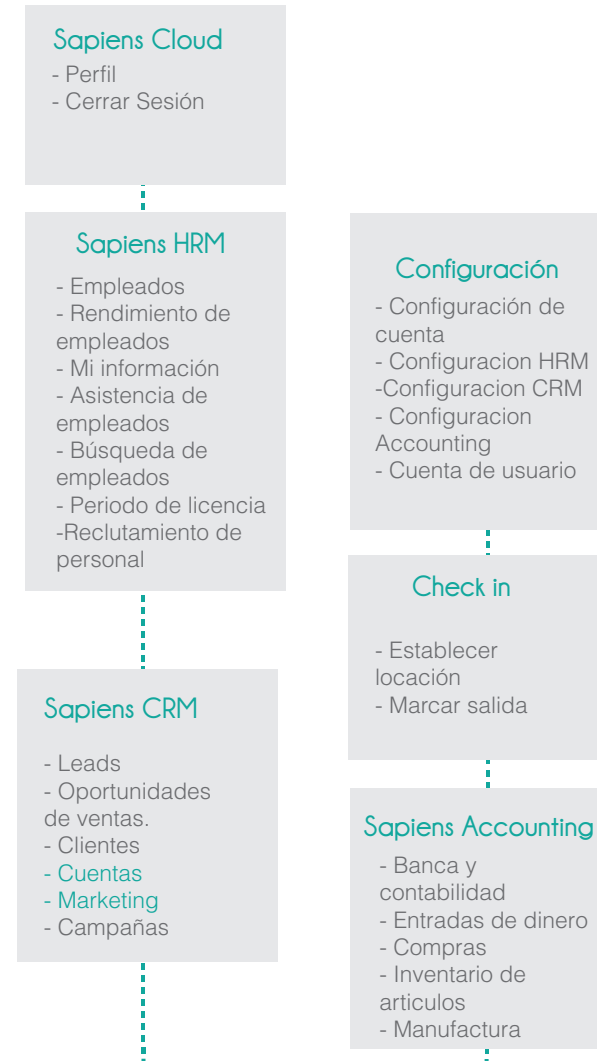 Sapiens Cloud
- Perfil
- Cerrar Sesión
Sapiens HRM
- Empleados
- Rendimiento de
empleados
- Mi información
- Asistencia de
empleados
- Búsqueda de
empleados
- Periodo de licencia
-Reclutamiento de
personal
Sapiens CRM
- Leads
- Oportunidades
de ventas.
- Clientes
- Cuentas
- Marketing
- Campañas
Configuración
- Configuración de
cuenta
- Configuracion HRM
-Configuracion CRM
- Configuracion
Accounting
- Cuenta de usuario
Check in
- Establecer
locación
- Marcar salida
Sapiens Accounting
- Banca y
contabilidad
- Entradas de dinero
- Compras
- Inventario de
articulos
- Manufactura